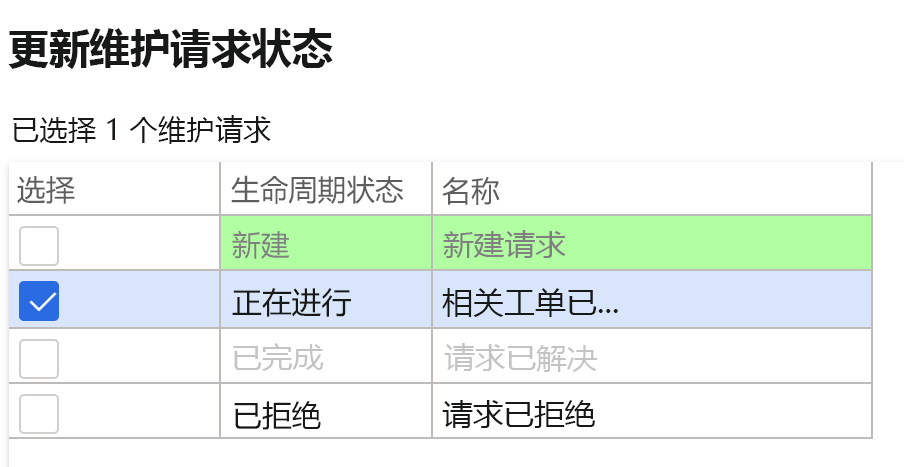 更新维护请求状态
已选择 1 个维护请求
选择 生命周期状态 名称
新建 新建请求
正在进行 相关工单已...
已完成 请求已解决
已拒绝 请求已拒绝